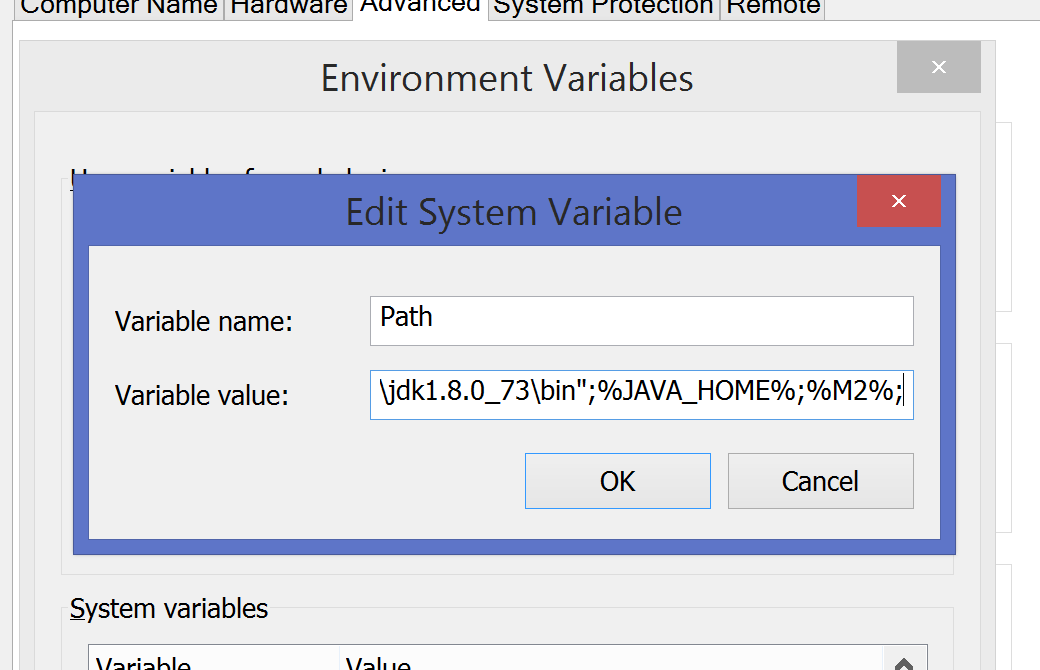 Computer Name Hardware Advanced System Protection Remote
Environment Variables
Edit System Variable
Variable name: Path
Variable value: \jdk1.8.0_73\bin";%JAVA_HOME%;%M2%;
OK Cancel
System variables
Variable Value